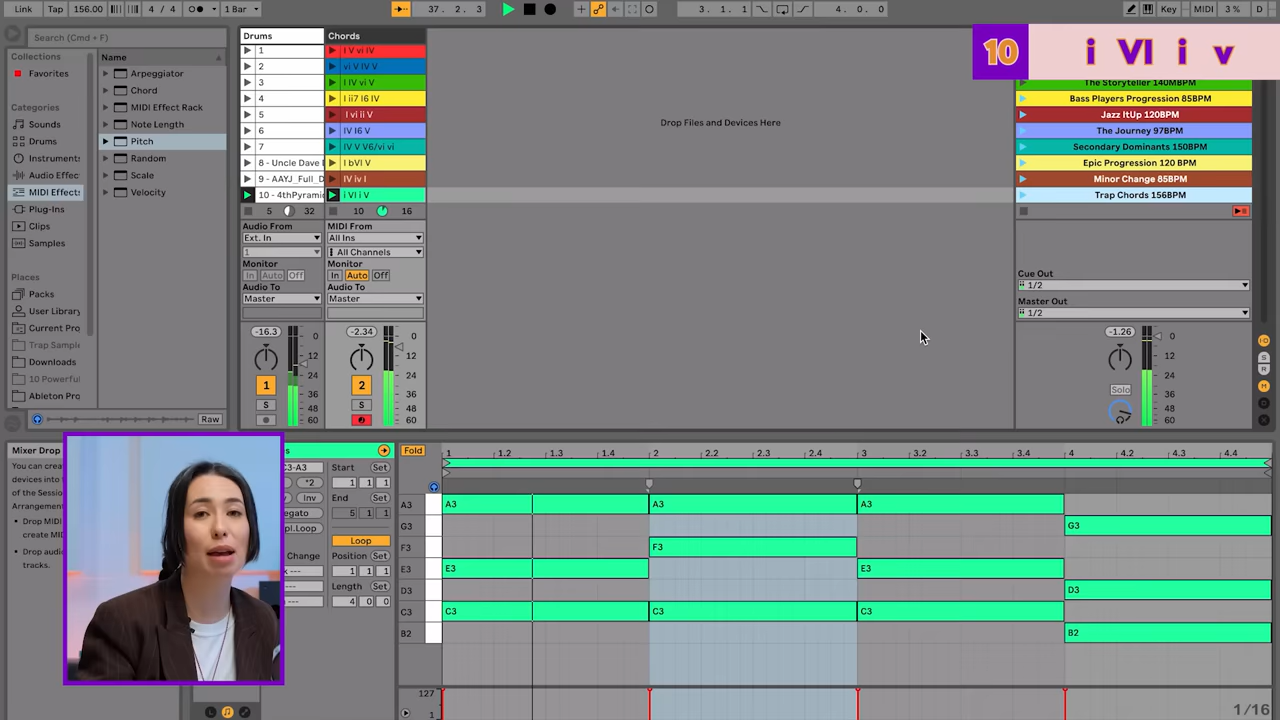 Link Tap 156.00 4 / 4 1 Bar 37. 2. 3 3. 1. 1 4. 0. 0 Key MIDI 3 % D
10 i VI i v
Search (Cmd + F)
Collections
Favorites
Categories
Sounds
Drums
Instruments
Audio Effec
MIDI Effects
Plug-Ins
Clips
Samples
Places
Packs
User Library
Current Pro
Trap Sample
Downloads
10 Powerful
Ableton Pro
Name
Arpeggiator
Chord
MIDI Effect Rack
Note Length
Pitch
Random
Scale
Velocity
Raw
Drums Chords
1 I V vi IV
2 vi V IV V
3 I IV vi V The Storyteller 140MBPM
4 I ii7 I6 IV Bass Players Progression 85BPM
5 I vi ii V Jazz ItUp 120BPM
6 IV I6 V The Journey 97BPM
7 IV V V6/vi vi Secondary Dominants 150BPM
8 - Uncle Dave I bVI V Epic Progression 120 BPM
9 - AAYJ_Full_D IV iv I Minor Change 85BPM
10 - 4thPyramid i VI i V Trap Chords 156BPM
5 32 10 16
Drop Files and Devices Here
Audio From MIDI From
Ext. In All Ins
1 All Channels
Monitor Monitor
In Auto Off In Auto Off
Audio To Audio To
Master Master
Cue Out
1/2
Master Out
1/2
-16.3 -2.34 -1.26
0 0 0
12 12 12
24 24 24
36 36 36
48 48 48
60 60 60
1 2 Solo
S S
S
R
M
D
X
Mixer Drop
You can crea
devices into
of the Sessio
Arrangemen
Drop MIDI
create MID
Drop audio
tracks.
C3-A3
*2
Inv
egato
pl.Loop
Change
Start Set
1 1 1
End Set
5 1 1
Loop
Position Set
1 1 1
Length Set
4 0 0
Fold 1 1.2 1.3 1.4 2 2.2 2.3 2.4 3 3.2 3.3 3.4 4 4.2 4.3 4.4
A3 A3 A3 A3
G3 G3
F3 F3
E3 E3 E3
D3 D3
C3 C3 C3 C3
B2 B2
127
1
1/16